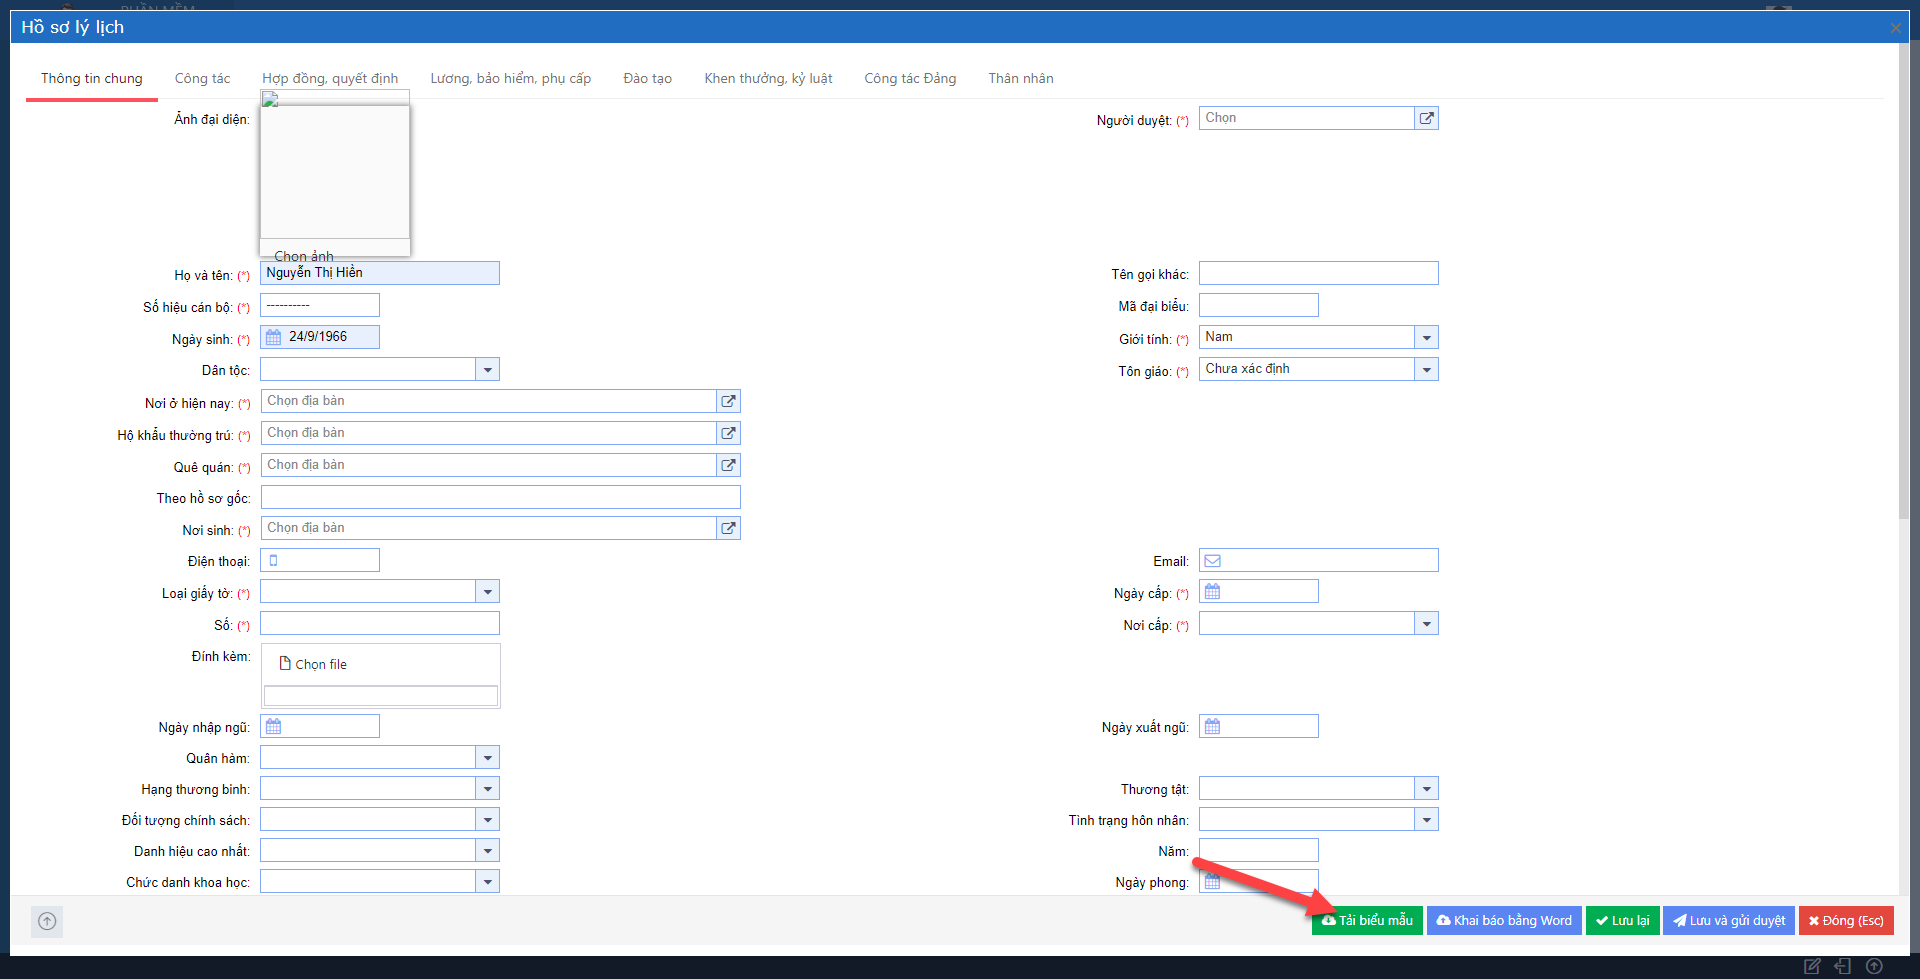 PHẦN MỀM
Hồ sơ lý lịch
Thông tin chung Công tác Hợp đồng, quyết định Lương, bảo hiểm, phụ cấp Đào tạo Khen thưởng, kỷ luật Công tác Đảng Thân nhân
Ảnh đại diện: Người duyệt: (*) Chọn
Chọn ảnh
Họ và tên: (*) Nguyễn Thị Hiền Tên gọi khác:
Số hiệu cán bộ: (*) ---------- Mã đại biểu:
Ngày sinh: (*) 24/9/1966 Giới tính: (*) Nam
Dân tộc: Tôn giáo: (*) Chưa xác định
Nơi ở hiện nay: (*) Chọn địa bàn
Hộ khẩu thường trú: (*) Chọn địa bàn
Quê quán: (*) Chọn địa bàn
Theo hồ sơ gốc:
Nơi sinh: (*) Chọn địa bàn
Điện thoại: Email:
Loại giấy tờ: (*) Ngày cấp: (*)
Số: (*) Nơi cấp: (*)
Đính kèm: Chọn file
Ngày nhập ngũ: Ngày xuất ngũ:
Quân hàm:
Hạng thương binh: Thương tật:
Đối tượng chính sách: Tình trạng hôn nhân:
Danh hiệu cao nhất: Năm:
Chức danh khoa học: Ngày phong:
Tải biểu mẫu Khai báo bằng Word Lưu lại Lưu và gửi duyệt Đóng (Esc)